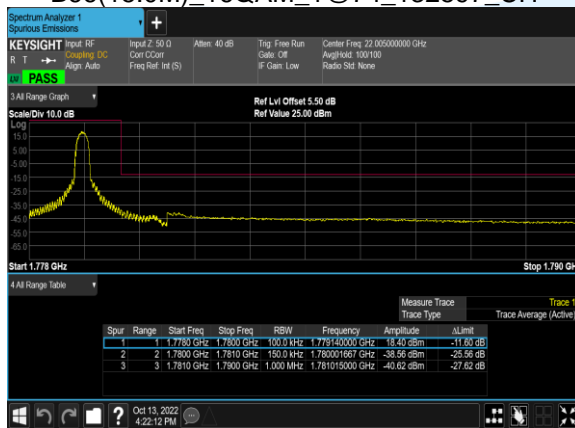 Spectrum Analyzer 1
Spurious Emissions
KEYSIGHT Input: RF
R T Coupling: DC
Align: Auto
Input Z: 50 Ω
Corr CCorr
Freq Ref: Int (S)
Atten: 40 dB
Trig: Free Run
Gate: Off
IF Gain: Low
Center Freq: 22.005000000 GHz
Avg|Hold: 100/100
Radio Std: None
PASS
3 All Range Graph
Ref Lvl Offset 5.50 dB
Scale/Div 10.0 dB
Ref Value 25.00 dBm
Log
15.0
5.00
-5.00
-15.0
-25.0
-35.0
-45.0
-55.0
-65.0
Start 1.778 GHz
Stop 1.790 GH
4 All Range Table
Measure Trace Trace 1
Trace Type Trace Average (Active)
Spur Range Start Freq Stop Freq RBW Frequency Amplitude ΔLimit
1 1 1.7780 GHz 1.7800 GHz 100.0 kHz 1.779140000 GHz 18.40 dBm -11.60 dB
2 2 1.7800 GHz 1.7810 GHz 150.0 kHz 1.780001667 GHz -38.56 dBm -25.56 dB
3 3 1.7810 GHz 1.7900 GHz 1.000 MHz 1.781015000 GHz -40.62 dBm -27.62 dB
? Oct 13, 2022
4:22:12 PM